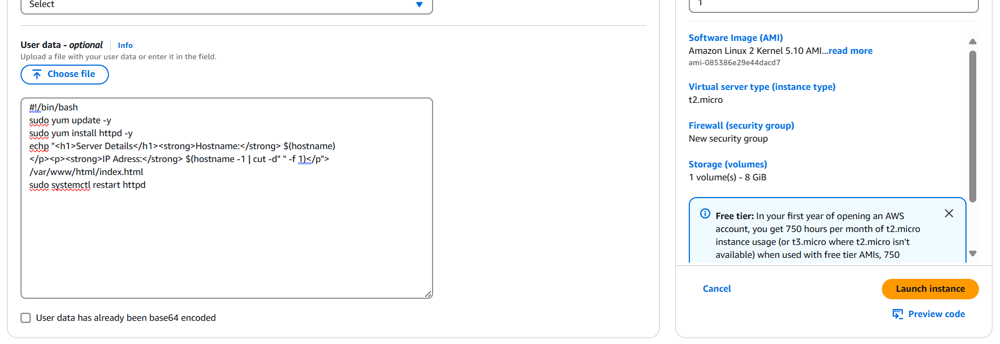 Select
User data - optional
Info
Upload a file with your user data or enter it in the field.
Choose file
#!/bin/bash
sudo yum update -y
sudo yum install httpd -y
echp "<h1>Server Details</h1><strong>Hostname:</strong> $(hostname)
</p><p><strong>IP Adress:</strong> $(hostname -1 | cut -d" " -f 1)</p">
/var/www/html/index.html
sudo systemctl restart httpd
User data has already been base64 encoded
1
Software Image (AMI)
Amazon Linux 2 Kernel 5.10 AMI...read more
ami-085386e29e44dacd7
Virtual server type (instance type)
t2.micro
Firewall (security group)
New security group
Storage (volumes)
1 volume(s) - 8 GiB
Free tier: In your first year of opening an AWS
account, you get 750 hours per month of t2.micro
instance usage (or t3.micro where t2.micro isn't
available) when used with free tier AMIs, 750
Cancel
Launch instance
Preview code